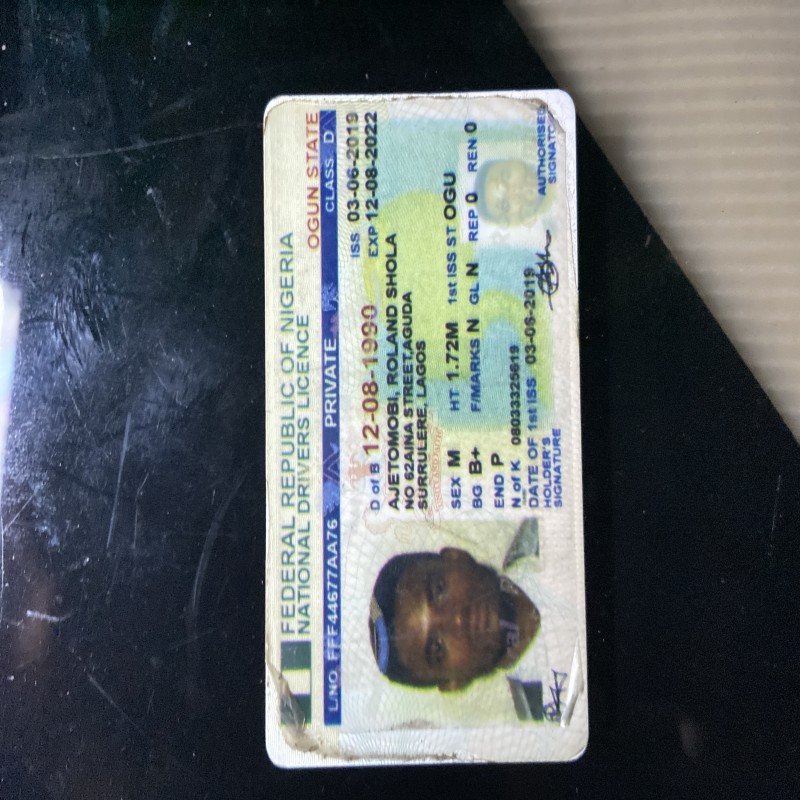 FEDERAL REPUBLIC OF NIGERIA
NATIONAL DRIVERS LICENCE
OGUN STATE
L/NO FFF44677AA76 PRIVATE CLASS. D
D of B 12-08-1990 ISS 03-06-2019
EXP 12-08-2022
AJETOMOBI, ROLAND SHOLA
NO 62AINA STREET,AGUDA
SURRULERE, LAGOS
SEX M HT 1.72M 1st ISS ST OGU
BG B+ F/MARKS N GL N REP 0 REN 0
END P
N of K 08033325619
DATE OF 1st ISS 03-06-2019
HOLDER'S
SIGNATURE
AUTHORISED
SIGNATO